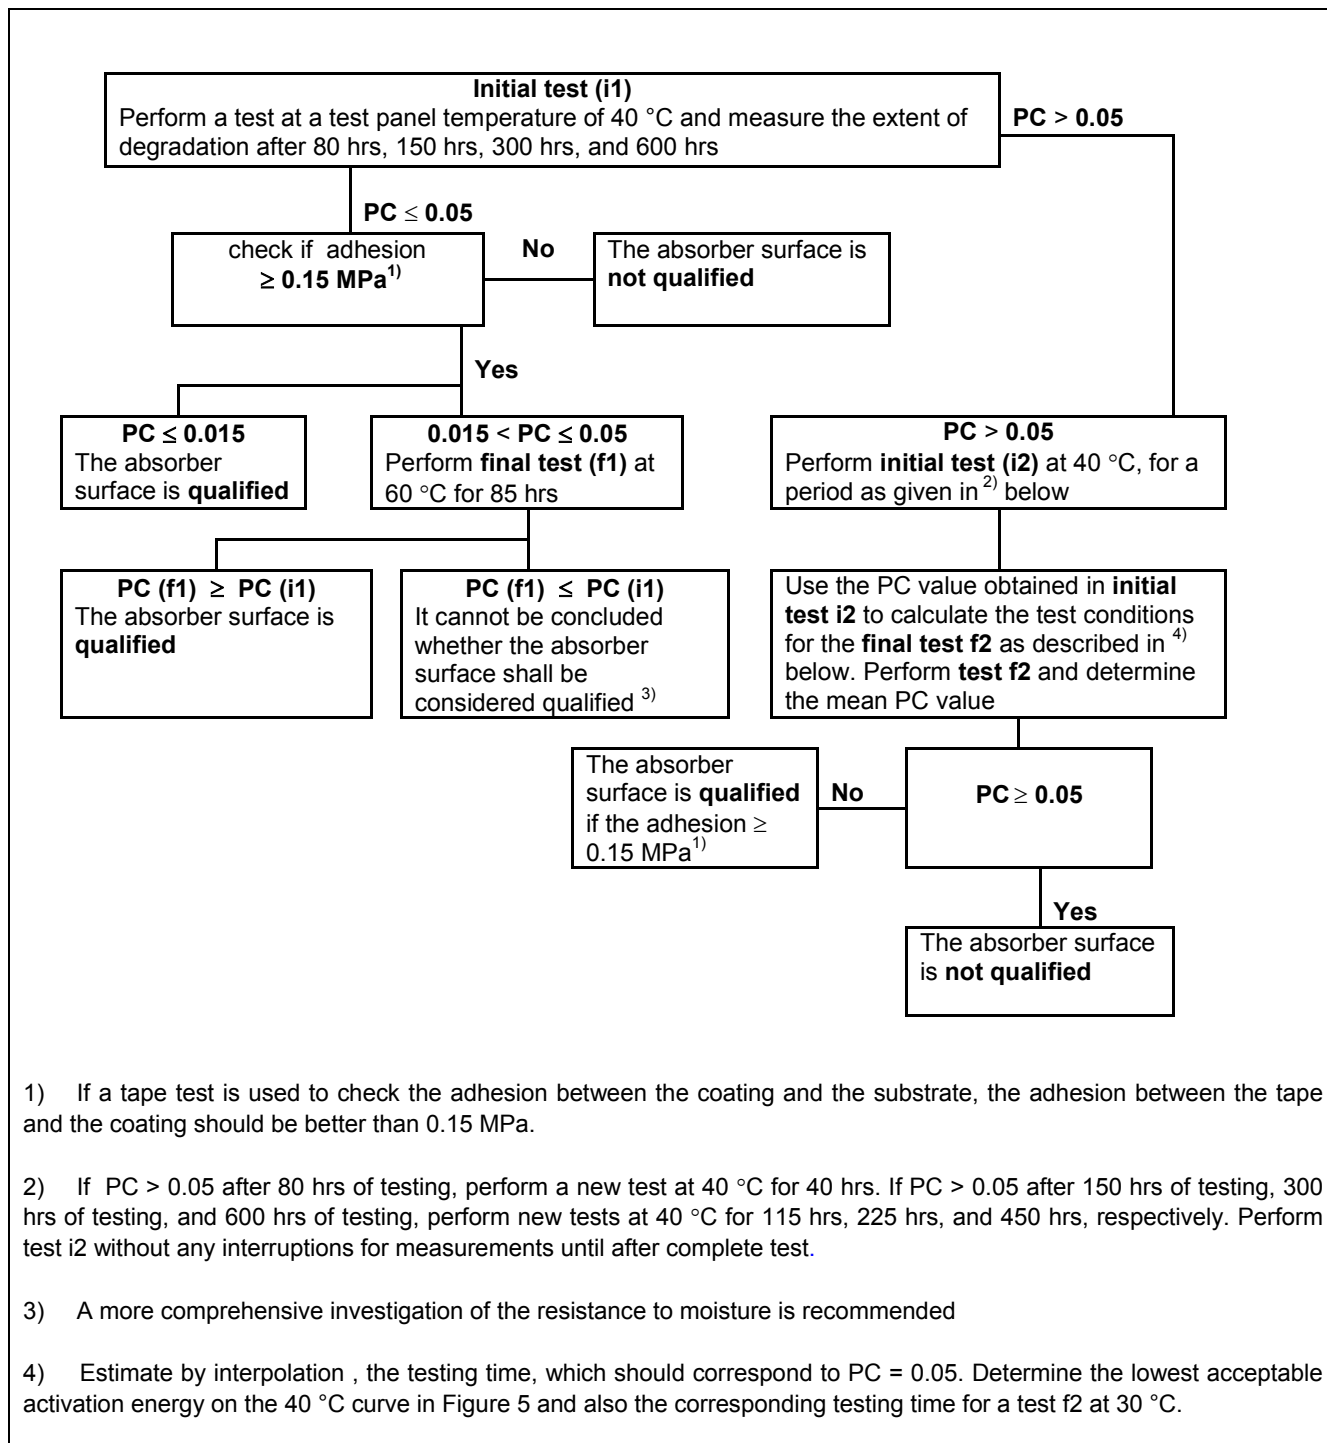 Initial test (i1)
Perform a test at a test panel temperature of 40 °C and measure the extent of
degradation after 80 hrs, 150 hrs, 300 hrs, and 600 hrs
PC > 0.05
PC ≤ 0.05
check if adhesion
≥ 0.15 MPa1)
No
The absorber surface is
not qualified
Yes
PC ≤ 0.015
The absorber
surface is qualified
0.015 < PC ≤ 0.05
Perform final test (f1) at
60 °C for 85 hrs
PC > 0.05
Perform initial test (i2) at 40 °C, for a
period as given in 2) below
PC (f1) ≥ PC (i1)
The absorber surface is
qualified
PC (f1) ≤ PC (i1)
It cannot be concluded
whether the absorber
surface shall be
considered qualified 3)
Use the PC value obtained in initial
test i2 to calculate the test conditions
for the final test f2 as described in 4)
below. Perform test f2 and determine
the mean PC value
The absorber
surface is qualified
if the adhesion ≥
0.15 MPa1)
No
PC ≥ 0.05
Yes
The absorber surface
is not qualified
1) If a tape test is used to check the adhesion between the coating and the substrate, the adhesion between the tape
and the coating should be better than 0.15 MPa.
2) If PC > 0.05 after 80 hrs of testing, perform a new test at 40 °C for 40 hrs. If PC > 0.05 after 150 hrs of testing, 300
hrs of testing, and 600 hrs of testing, perform new tests at 40 °C for 115 hrs, 225 hrs, and 450 hrs, respectively. Perform
test i2 without any interruptions for measurements until after complete test.
3) A more comprehensive investigation of the resistance to moisture is recommended
4) Estimate by interpolation , the testing time, which should correspond to PC = 0.05. Determine the lowest acceptable
activation energy on the 40 °C curve in Figure 5 and also the corresponding testing time for a test f2 at 30 °C.